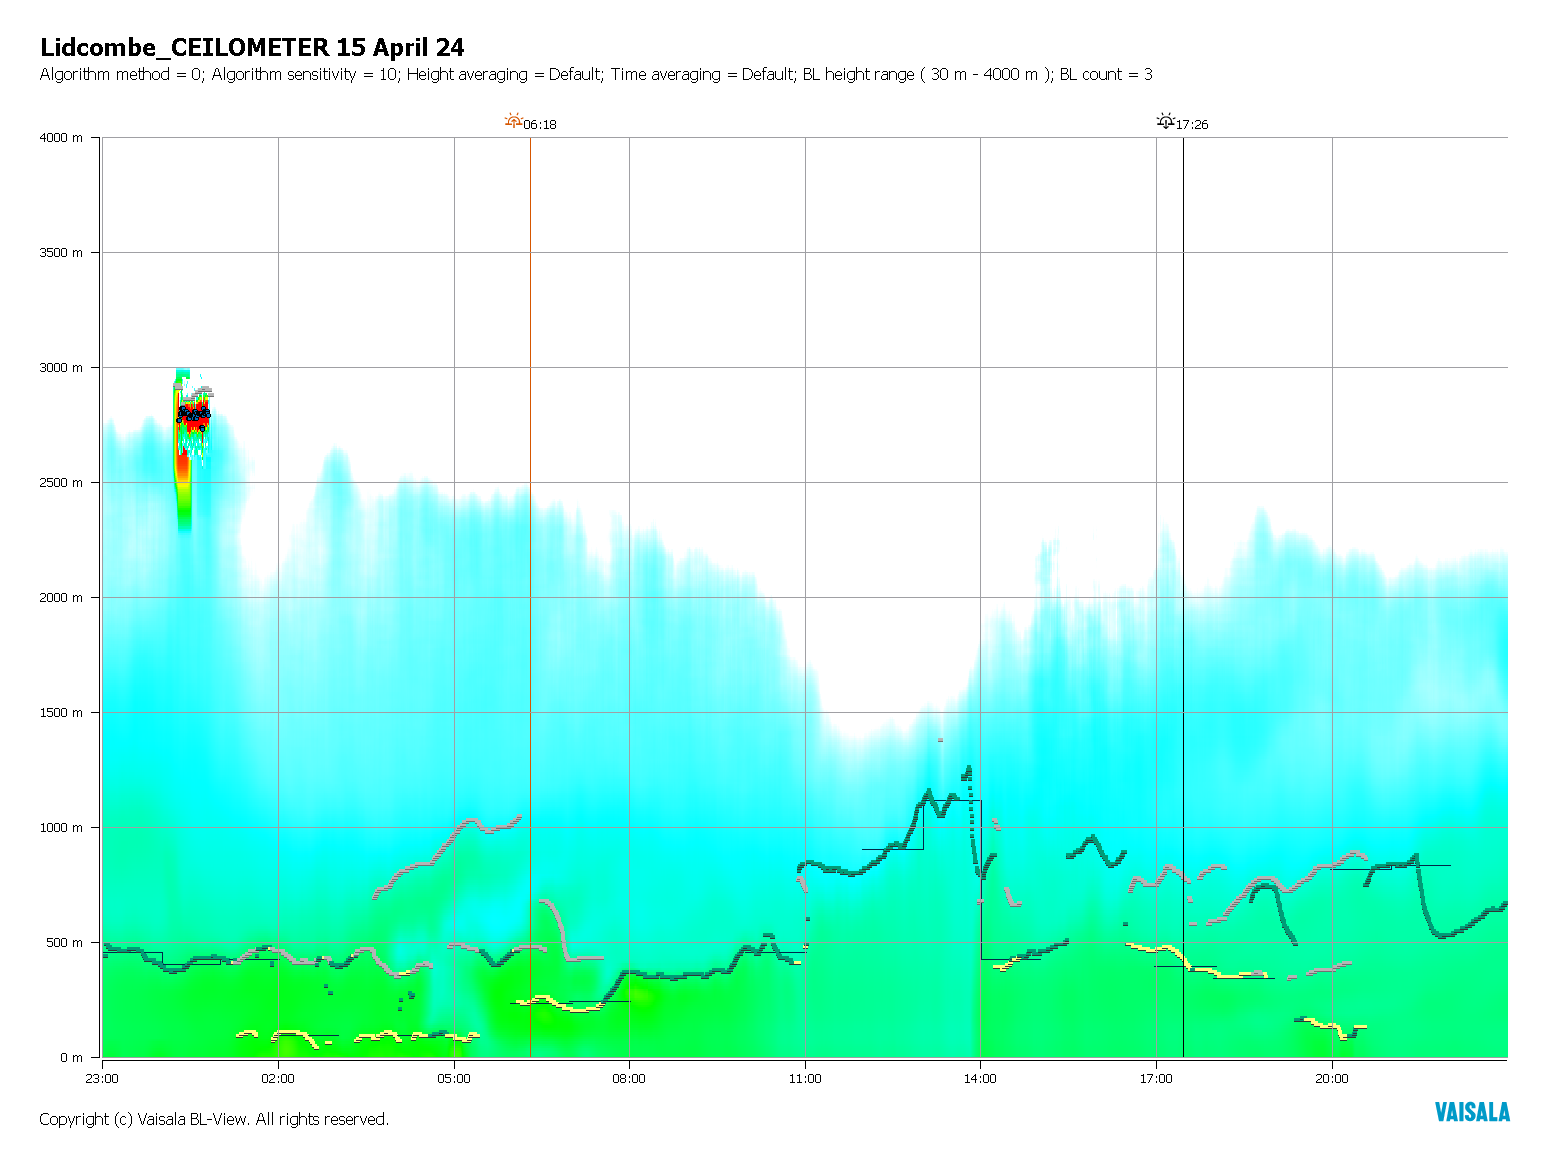 Lidcombe_CEILOMETER 15 April 24
Algorithm method = 0; Algorithm sensitivity = 10; Height averaging = Default; Time averaging = Default; BL height range ( 30 m - 4000 m ); BL count = 3
06:18
17:26
4000 m
3500 m
3000 m
2500 m
2000 m
1500 m
1000 m
500 m
0 m
23:00
02:00
05:00
08:00
11:00
14:00
17:00
20:00
Copyright (c) Vaisala BL-View. All rights reserved.
VAISALA